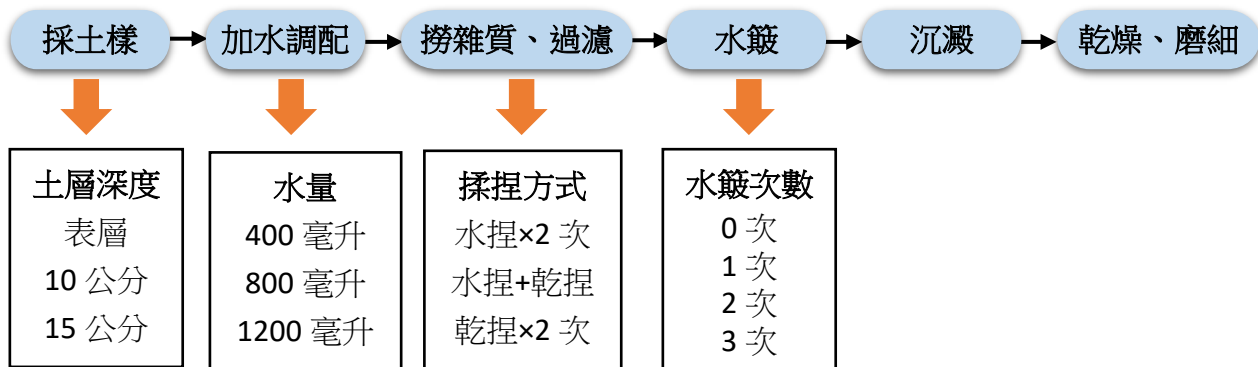 採土樣
加水調配
撈雜質、過濾
水簸
沉澱
乾燥、磨細
土層深度
表層
10 公分
15 公分
水量
400 毫升
800 毫升
1200 毫升
揉捏方式
水捏×2 次
水捏+乾捏
乾捏×2 次
水簸次數
0 次
1 次
2 次
3 次